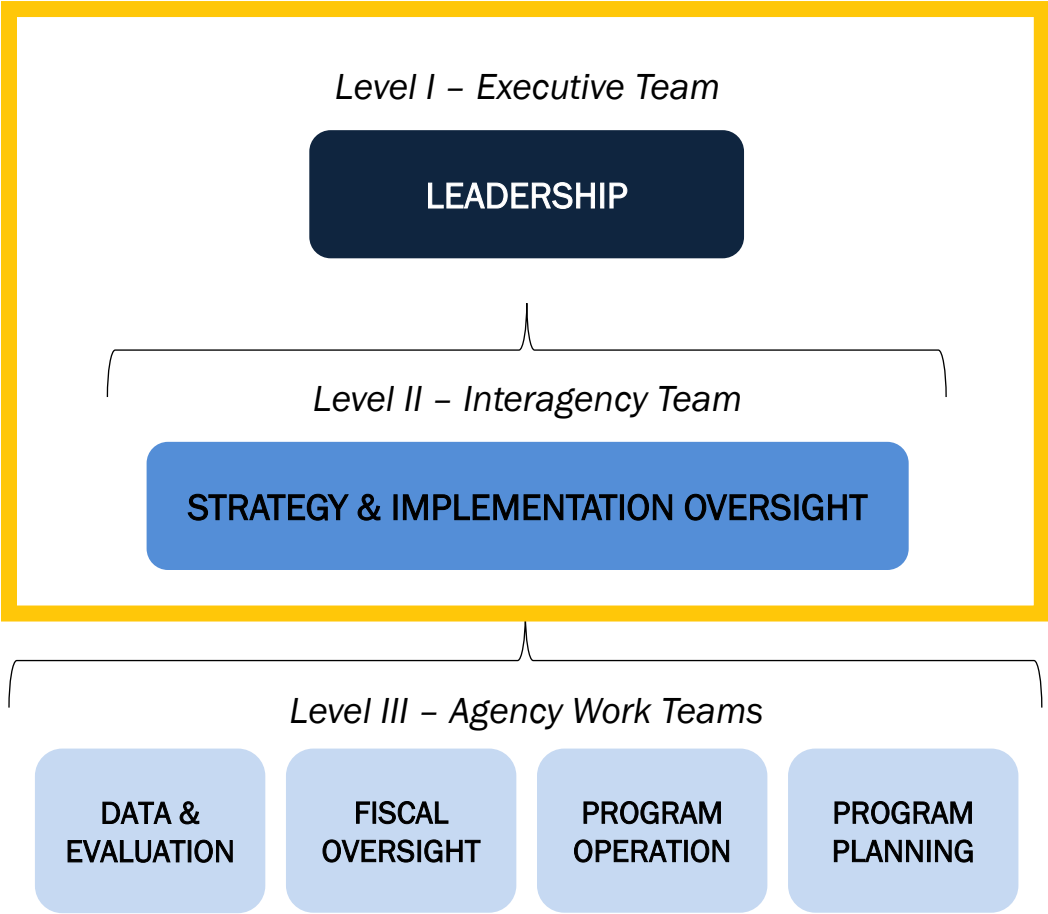 Level I – Executive Team
LEADERSHIP
Level II – Interagency Team
STRATEGY & IMPLEMENTATION OVERSIGHT
Level III – Agency Work Teams
DATA &
EVALUATION
FISCAL
OVERSIGHT
PROGRAM
OPERATION
PROGRAM
PLANNING